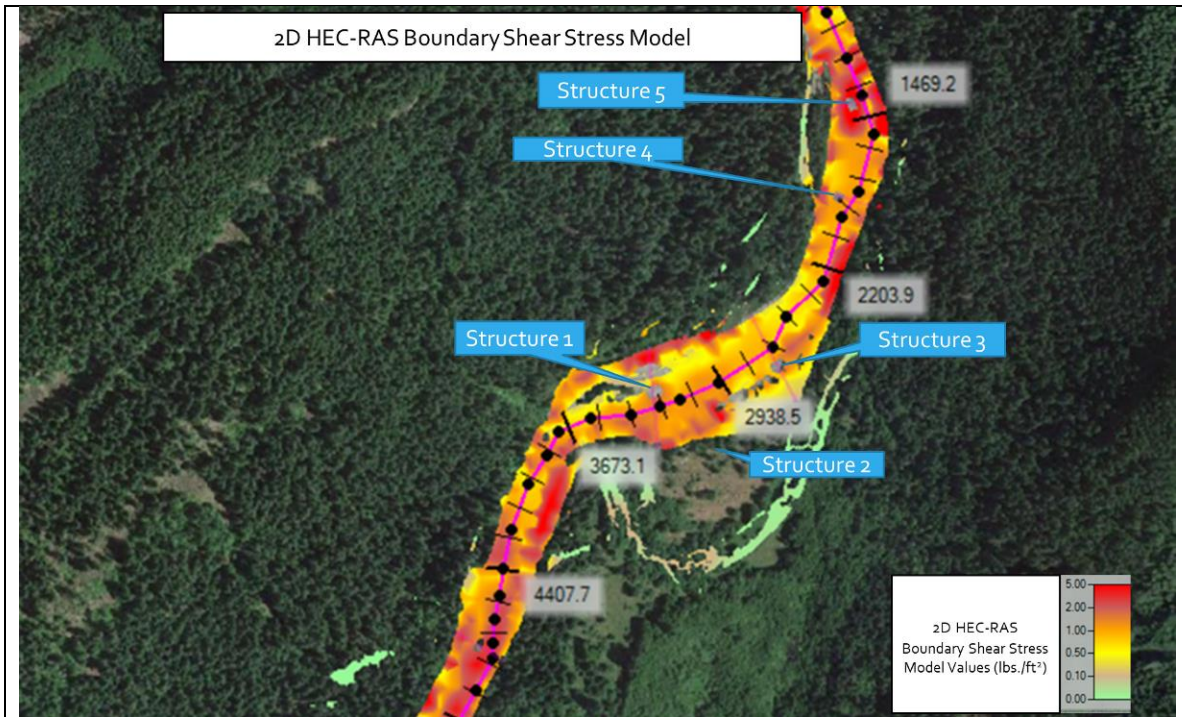 2D HEC-RAS Boundary Shear Stress Model
Structure 5
1469.2
Structure 4
2203.9
Structure 1
Structure 3
2938.5
3673.1
Structure 2
4407.7
2D HEC-RAS
Boundary Shear Stress
Model Values (lbs./ft²)
5.00
2.00
1.00
0.50
0.10
0.00